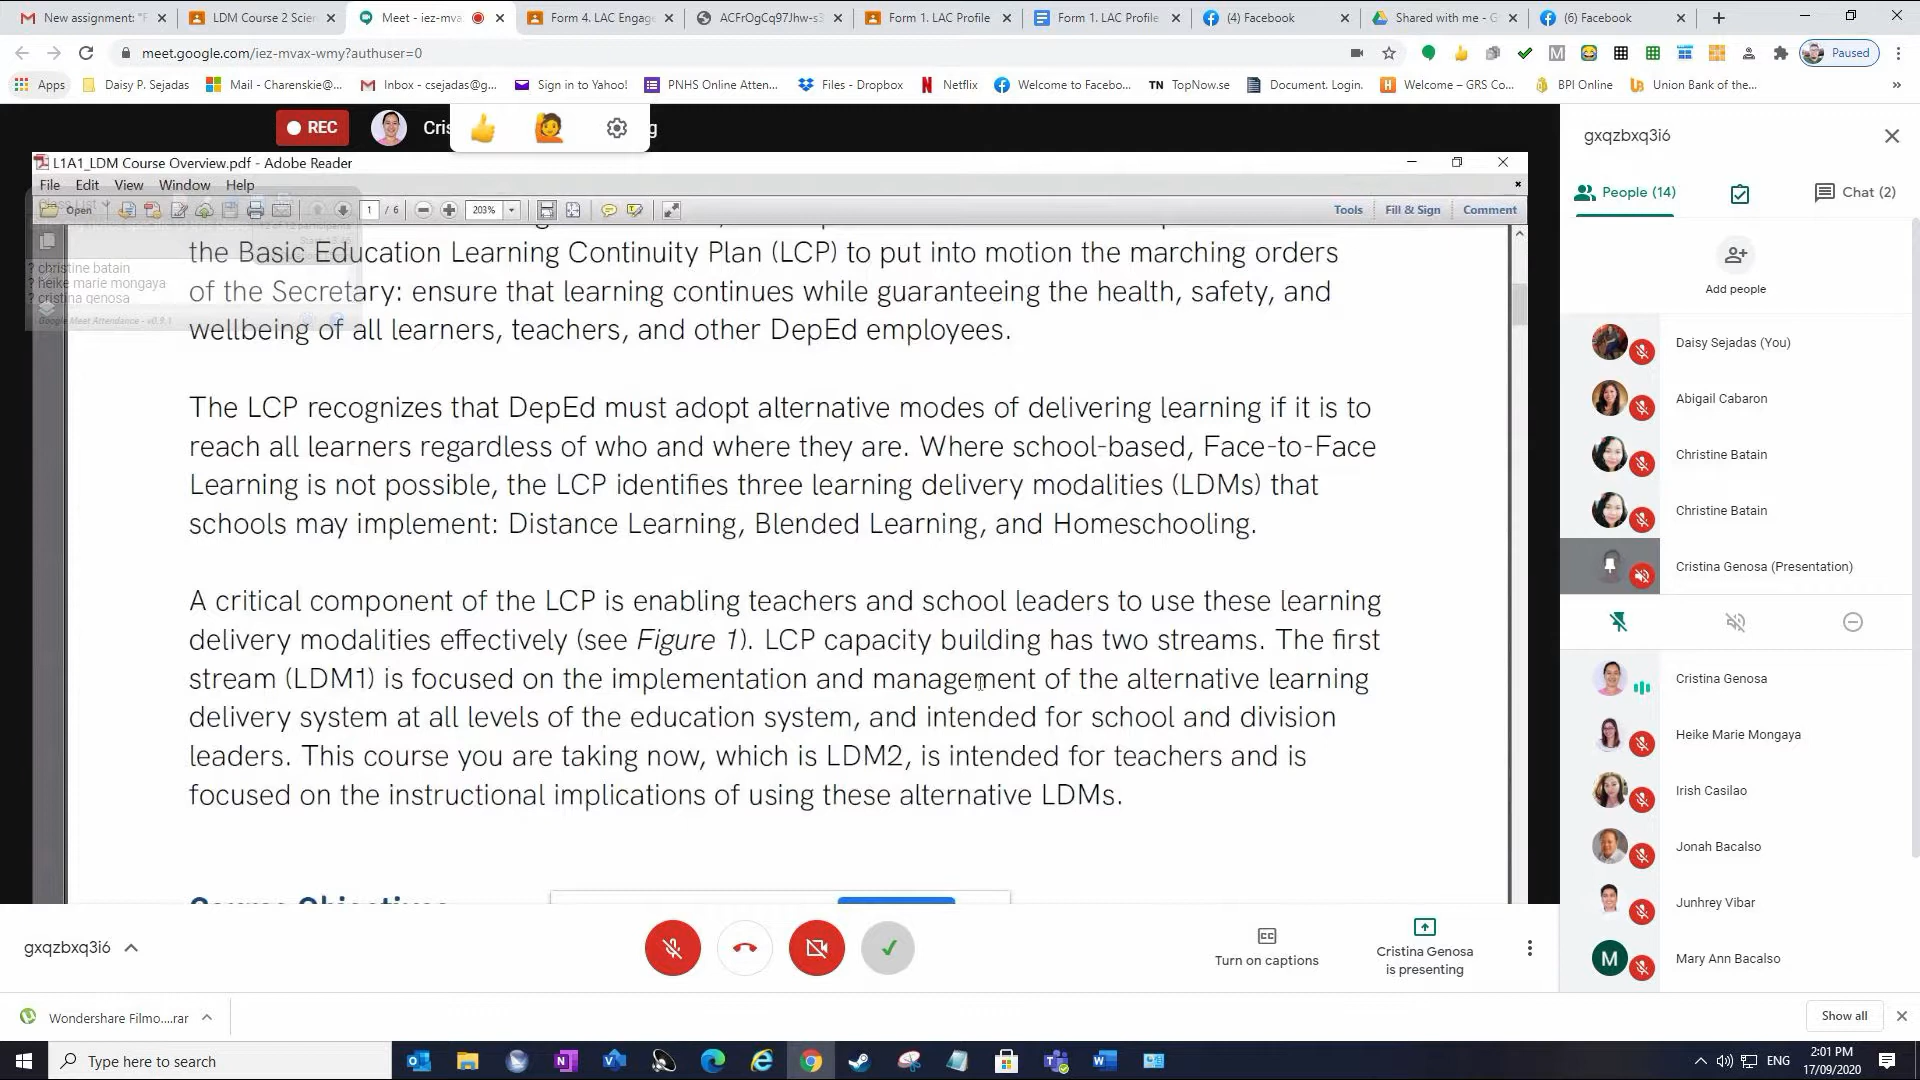 New assignment: "F
LDM Course 2 Scien
Meet - iez-mva
Form 4. LAC Engage
ACFrOgCq97Jhw-s3
Form 1. LAC Profile
Form 1. LAC Profile
(4) Facebook
Shared with me - G
(6) Facebook
meet.google.com/iez-mvax-wmy?authuser=0
Paused
Apps
Daisy P. Sejadas
Mail - Charenskie@...
Inbox - csejadas@g...
Sign in to Yahoo!
PNHS Online Atten...
Files - Dropbox
Netflix
Welcome to Facebo...
TN TopNow.se
Document. Login.
Welcome – GRS Co...
BPI Online
Union Bank of the...
REC
Cris
g
L1A1_LDM Course Overview.pdf - Adobe Reader
File Edit View Window Help
Open
1 / 6
203%
Tools
Fill & Sign
Comment
? christine batain
? heike marie mongaya
? cristina genosa
Google Meet Attendance - v0.9.1
the Basic Education Learning Continuity Plan (LCP) to put into motion the marching orders
of the Secretary: ensure that learning continues while guaranteeing the health, safety, and
wellbeing of all learners, teachers, and other DepEd employees.
The LCP recognizes that DepEd must adopt alternative modes of delivering learning if it is to
reach all learners regardless of who and where they are. Where school-based, Face-to-Face
Learning is not possible, the LCP identifies three learning delivery modalities (LDMs) that
schools may implement: Distance Learning, Blended Learning, and Homeschooling.
A critical component of the LCP is enabling teachers and school leaders to use these learning
delivery modalities effectively (see Figure 1). LCP capacity building has two streams. The first
stream (LDM1) is focused on the implementation and management of the alternative learning
delivery system at all levels of the education system, and intended for school and division
leaders. This course you are taking now, which is LDM2, is intended for teachers and is
focused on the instructional implications of using these alternative LDMs.
Course Objectives
gxqzbxq3i6
People (14)
Chat (2)
Add people
Daisy Sejadas (You)
Abigail Cabaron
Christine Batain
Christine Batain
Cristina Genosa (Presentation)
Cristina Genosa
Heike Marie Mongaya
Irish Casilao
Jonah Bacalso
Junhrey Vibar
M
Mary Ann Bacalso
gxqzbxq3i6
Turn on captions
Cristina Genosa
is presenting
Wondershare Filmo....rar
Show all
Type here to search
ENG
2:01 PM
17/09/2020